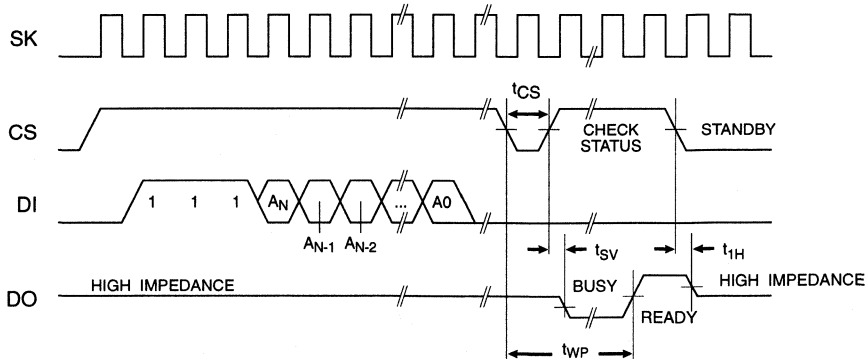 SK
tCS
CS
CHECK
STATUS
STANDBY
DI
1 1 1 AN ... A0
AN-1 AN-2
tSV
t1H
HIGH IMPEDANCE
BUSY
HIGH IMPEDANCE
DO
READY
tWP